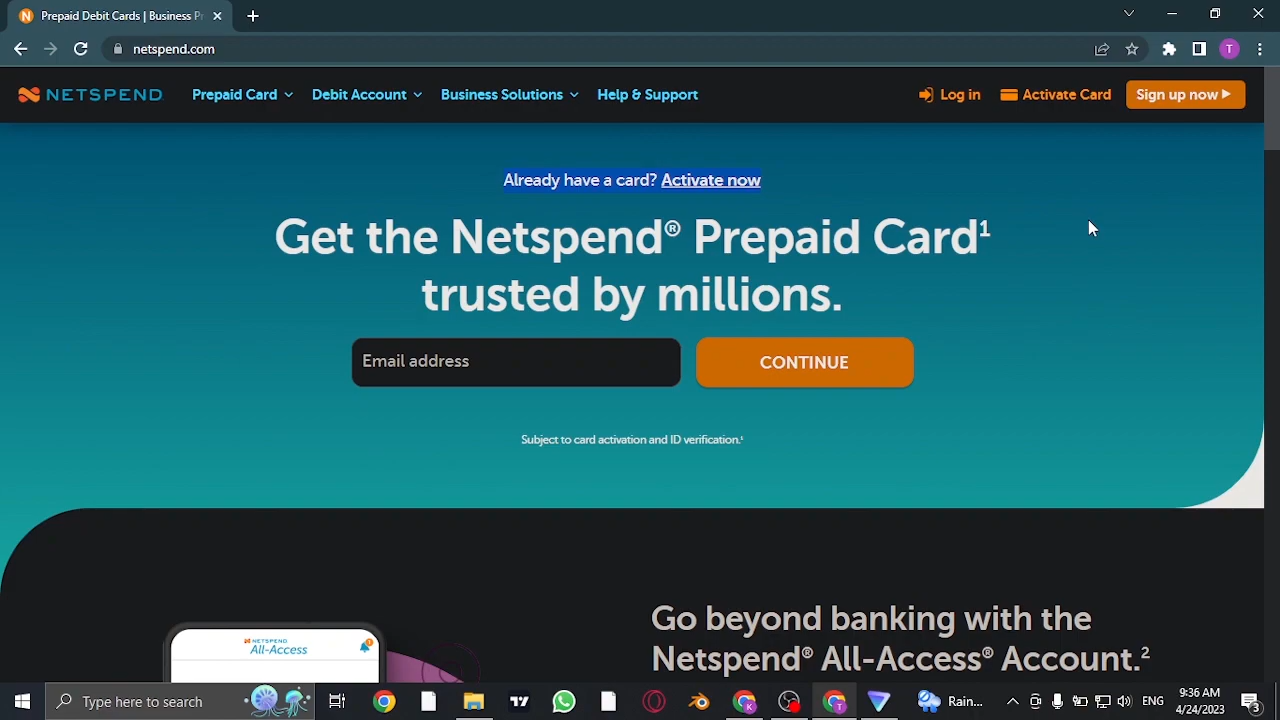 Prepaid Debit Cards | Business Pr
netspend.com
T
NETSPEND
Prepaid Card
Debit Account
Business Solutions
Help & Support
Log in
Activate Card
Sign up now
Already have a card? Activate now
Get the Netspend® Prepaid Card¹
trusted by millions.
Email address
CONTINUE
Subject to card activation and ID verification.¹
Go beyond banking with the
Netspend® All-Access® Account.²
NETSPEND
All-Access
1
Type here to search
K
T
Rain...
ENG
9:36 AM
4/24/2023
3